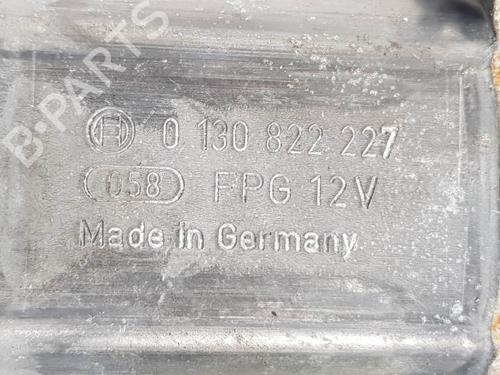 B-PARTS
0 130 822 227
058 FPG 12V
Made in Germany